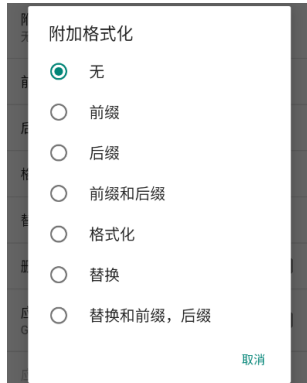 附加格式化
无
前缀
后缀
前缀和后缀
格式化
替换
替换和前缀，后缀
取消